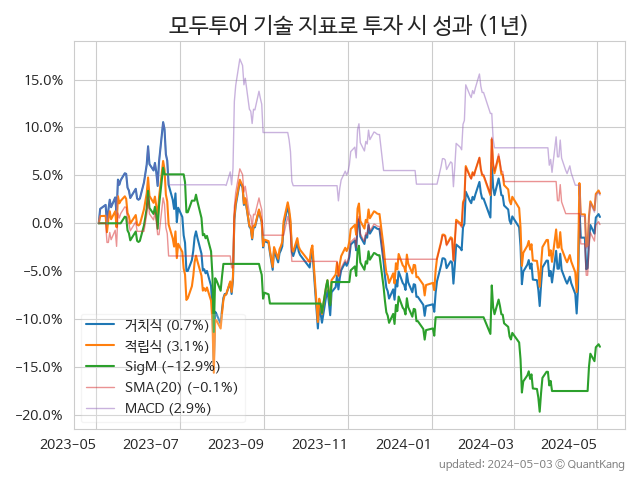 모두투어 기술 지표로 투자 시 성과 (1년)
15.0%
10.0%
5.0%
0.0%
−5.0%
−10.0%
−15.0%
−20.0%
거치식 (0.7%)
적립식 (3.1%)
SigM (−12.9%)
SMA(20) (−0.1%)
MACD (2.9%)
2023-05 2023-07 2023-09 2023-11 2024-01 2024-03 2024-05
updated: 2024-05-03 ⓒ QuantKang